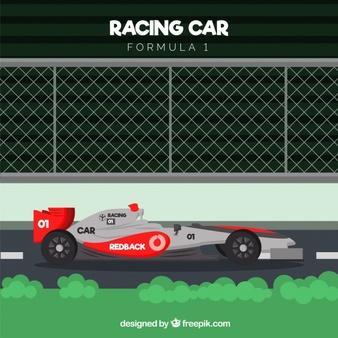 RACING CAR
FORMULA 1
RACING
01
01
CAR
REDBACK
designed by freepik.com